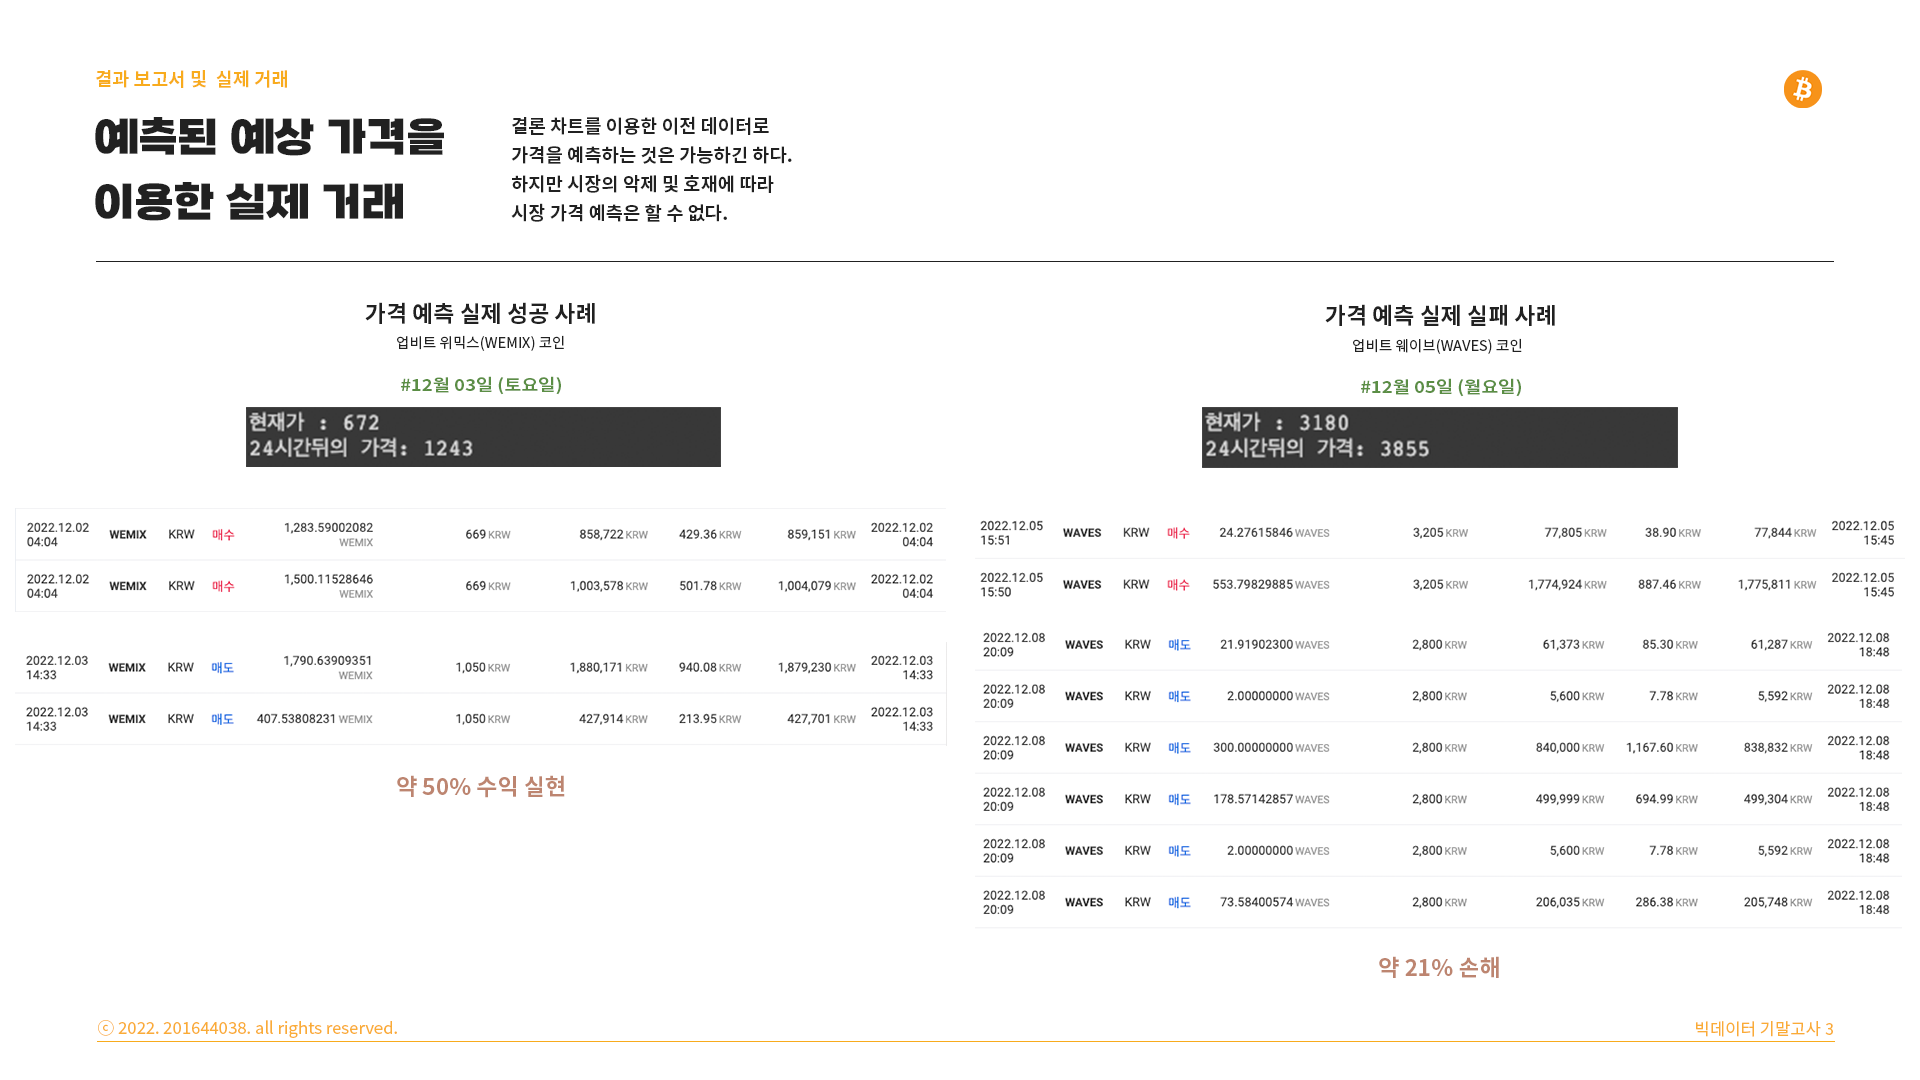 결과 보고서 및 실제 거래
예측된 예상 가격을
이용한 실제 거래
결론 차트를 이용한 이전 데이터로
가격을 예측하는 것은 가능하긴 하다.
하지만 시장의 악제 및 호재에 따라
시장 가격 예측은 할 수 없다.
가격 예측 실제 성공 사례
업비트 위믹스(WEMIX) 코인
#12월 03일 (토요일)
현재가 : 672
24시간뒤의 가격: 1243
2022.12.02 04:04 WEMIX KRW 매수 1,283.59002082 WEMIX 669 KRW 858,722 KRW 429.36 KRW 859,151 KRW 2022.12.02 04:04
2022.12.02 04:04 WEMIX KRW 매수 1,500.11528646 WEMIX 669 KRW 1,003,578 KRW 501.78 KRW 1,004,079 KRW 2022.12.02 04:04
2022.12.03 14:33 WEMIX KRW 매도 1,790.63909351 WEMIX 1,050 KRW 1,880,171 KRW 940.08 KRW 1,879,230 KRW 2022.12.03 14:33
2022.12.03 14:33 WEMIX KRW 매도 407.53808231 WEMIX 1,050 KRW 427,914 KRW 213.95 KRW 427,701 KRW 2022.12.03 14:33
약 50% 수익 실현
가격 예측 실제 실패 사례
업비트 웨이브(WAVES) 코인
#12월 05일 (월요일)
현재가 : 3180
24시간뒤의 가격: 3855
2022.12.05 15:51 WAVES KRW 매수 24.27615846 WAVES 3,205 KRW 77,805 KRW 38.90 KRW 77,844 KRW 2022.12.05 15:45
2022.12.05 15:50 WAVES KRW 매수 553.79829885 WAVES 3,205 KRW 1,774,924 KRW 887.46 KRW 1,775,811 KRW 2022.12.05 15:45
2022.12.08 20:09 WAVES KRW 매도 21.91902300 WAVES 2,800 KRW 61,373 KRW 85.30 KRW 61,287 KRW 2022.12.08 18:48
2022.12.08 20:09 WAVES KRW 매도 2.00000000 WAVES 2,800 KRW 5,600 KRW 7.78 KRW 5,592 KRW 2022.12.08 18:48
2022.12.08 20:09 WAVES KRW 매도 300.00000000 WAVES 2,800 KRW 840,000 KRW 1,167.60 KRW 838,832 KRW 2022.12.08 18:48
2022.12.08 20:09 WAVES KRW 매도 178.57142857 WAVES 2,800 KRW 499,999 KRW 694.99 KRW 499,304 KRW 2022.12.08 18:48
2022.12.08 20:09 WAVES KRW 매도 2.00000000 WAVES 2,800 KRW 5,600 KRW 7.78 KRW 5,592 KRW 2022.12.08 18:48
2022.12.08 20:09 WAVES KRW 매도 73.58400574 WAVES 2,800 KRW 206,035 KRW 286.38 KRW 205,748 KRW 2022.12.08 18:48
약 21% 손해
ⓒ 2022. 201644038. all rights reserved.
빅데이터 기말고사 3